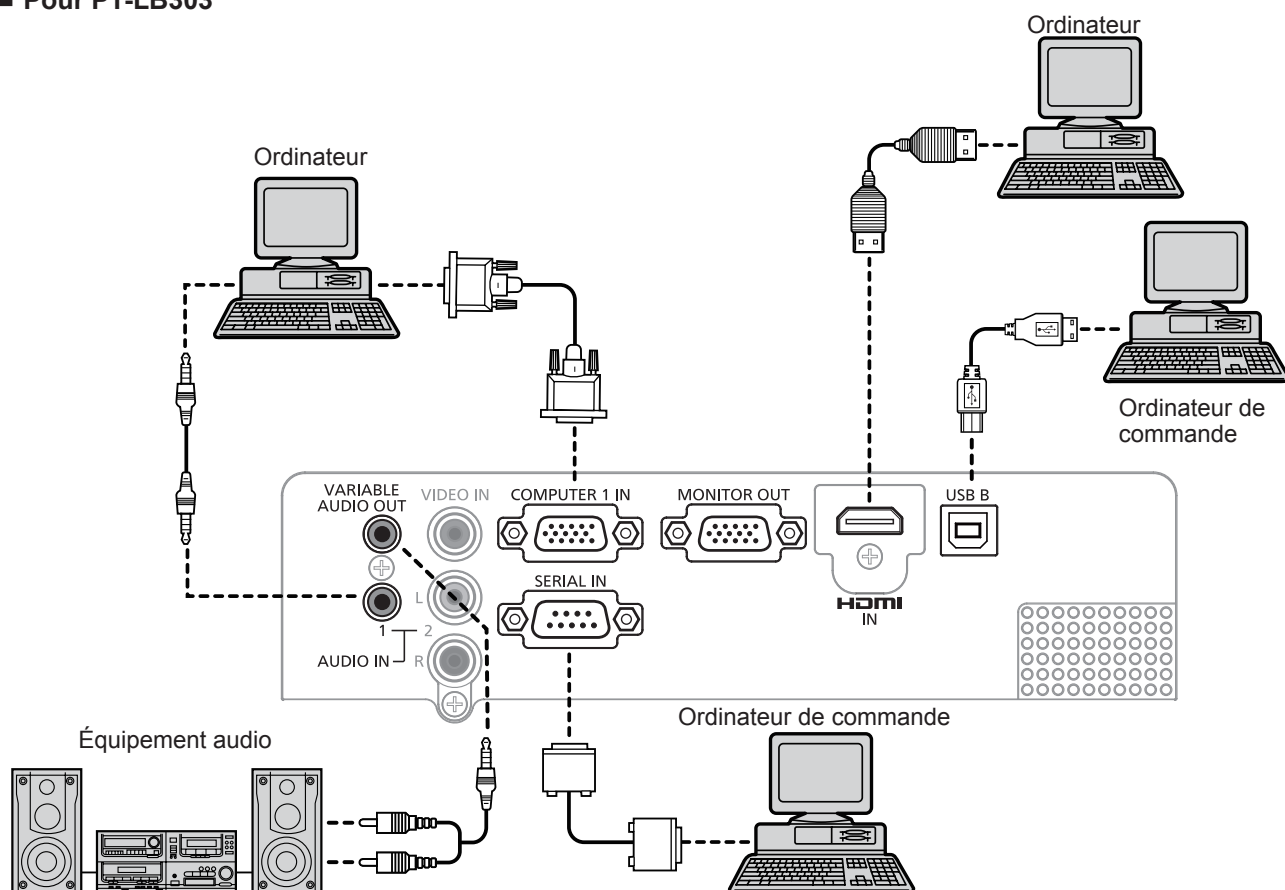 ■ Pour PT-LB303
Ordinateur
Ordinateur
Ordinateur de
commande
VARIABLE
AUDIO OUT
VIDEO IN
COMPUTER 1 IN
MONITOR OUT
USB B
SERIAL IN
HDMI
IN
L
1
2
AUDIO IN
R
Ordinateur de commande
Équipement audio